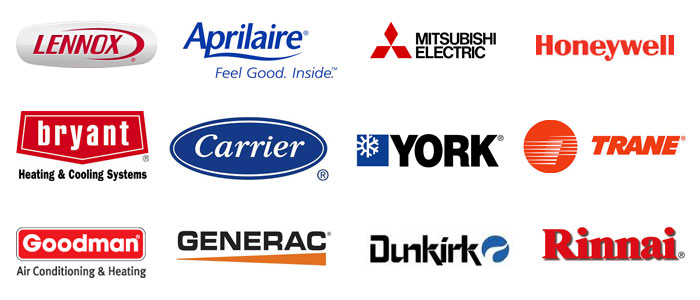 LENNOX®
Aprilaire®
Feel Good. Inside.™
MITSUBISHI
ELECTRIC
Honeywell
bryant®
Heating & Cooling Systems
Carrier®
YORK®
TRANE®
Goodman®
Air Conditioning & Heating
GENERAC®
Dunkirk
Rinnai®